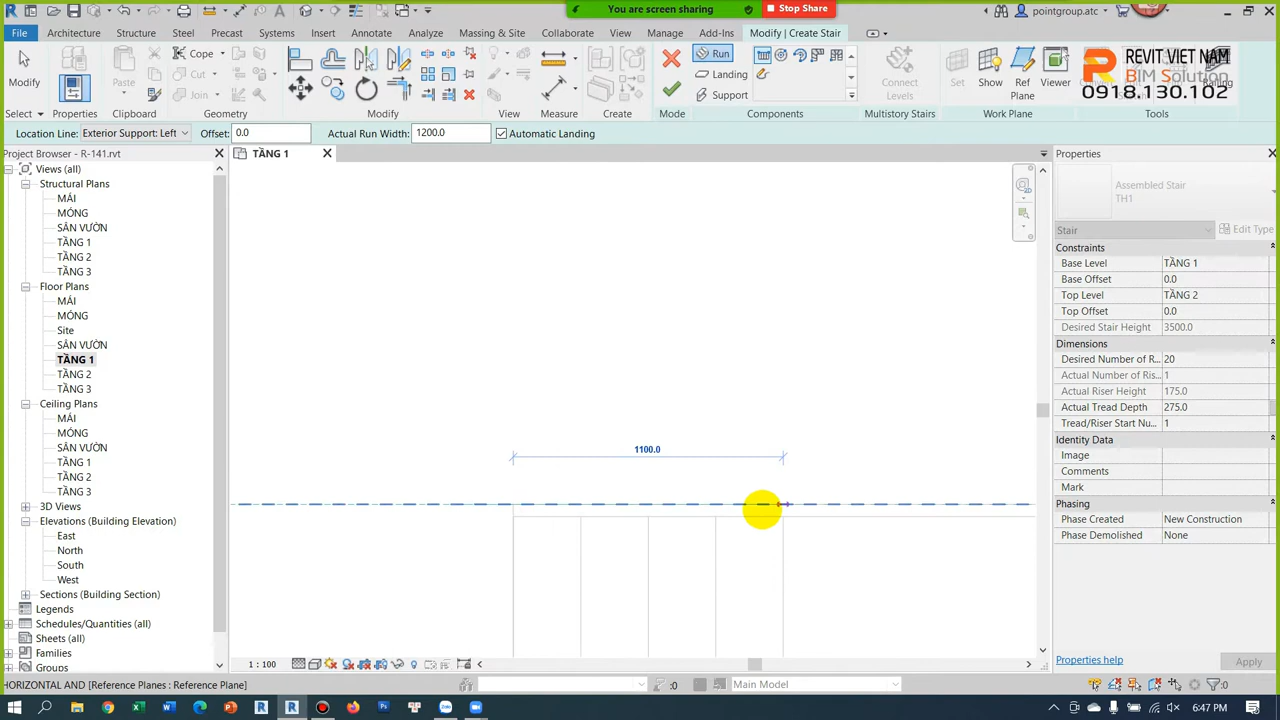 You are screen sharing
Stop Share
pointgroup.atc
File
Architecture
Structure
Steel
Precast
Systems
Insert
Annotate
Analyze
Massing & Site
Collaborate
View
Manage
Add-Ins
Modify | Create Stair
Modify
Paste
Cope
Cut
Join
Run
Landing
Support
Connect
Levels
Set
Show
Ref
Plane
Viewer
REVIT VIET NAM
BIM Solution
0918.130.102
Select
Properties
Clipboard
Geometry
Modify
View
Measure
Create
Mode
Components
Multistory Stairs
Work Plane
Tools
Location Line: Exterior Support: Left
Offset: 0.0
Actual Run Width: 1200.0
Automatic Landing
Project Browser - R-141.rvt
TẦNG 1
Properties
Views (all)
Structural Plans
MÁI
MÓNG
SÂN VƯỜN
TẦNG 1
TẦNG 2
TẦNG 3
Floor Plans
MÁI
MÓNG
Site
SÂN VƯỜN
TẦNG 1
TẦNG 2
TẦNG 3
Ceiling Plans
MÁI
MÓNG
SÂN VƯỜN
TẦNG 1
TẦNG 2
TẦNG 3
3D Views
Elevations (Building Elevation)
East
North
South
West
Sections (Building Section)
Legends
Schedules/Quantities (all)
Sheets (all)
Families
Groups
1100.0
Assembled Stair
TH1
Stair
Edit Type
Constraints
Base Level TẦNG 1
Base Offset 0.0
Top Level TẦNG 2
Top Offset 0.0
Desired Stair Height 3500.0
Dimensions
Desired Number of R... 20
Actual Number of Ris... 1
Actual Riser Height 175.0
Actual Tread Depth 275.0
Tread/Riser Start Nu... 1
Identity Data
Image
Comments
Mark
Phasing
Phase Created New Construction
Phase Demolished None
Properties help
Apply
1 : 100
HORIZONTAL AND [Reference Planes : Reference Plane]
:0
Main Model
:0
6:47 PM